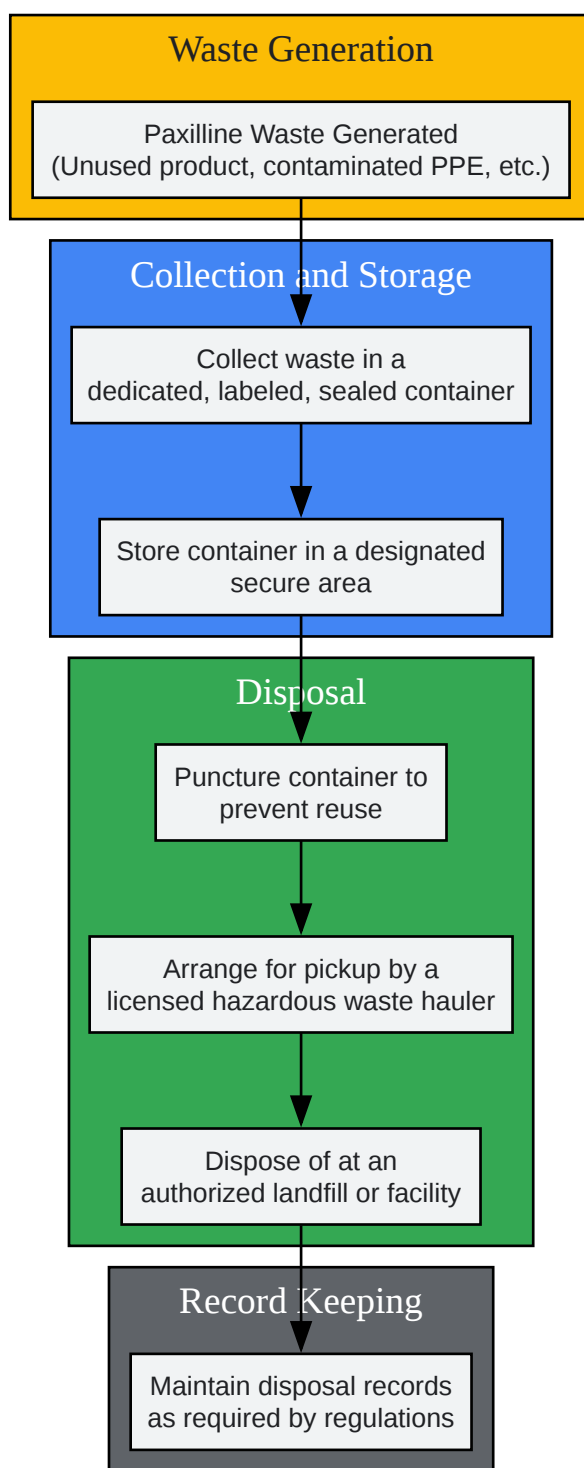 Waste Generation
Paxilline Waste Generated
(Unused product, contaminated PPE, etc.)
Collection and Storage
Collect waste in a
dedicated, labeled, sealed container
Store container in a designated
secure area
Disposal
Puncture container to
prevent reuse
Arrange for pickup by a
licensed hazardous waste hauler
Dispose of at an
authorized landfill or facility
Record Keeping
Maintain disposal records
as required by regulations